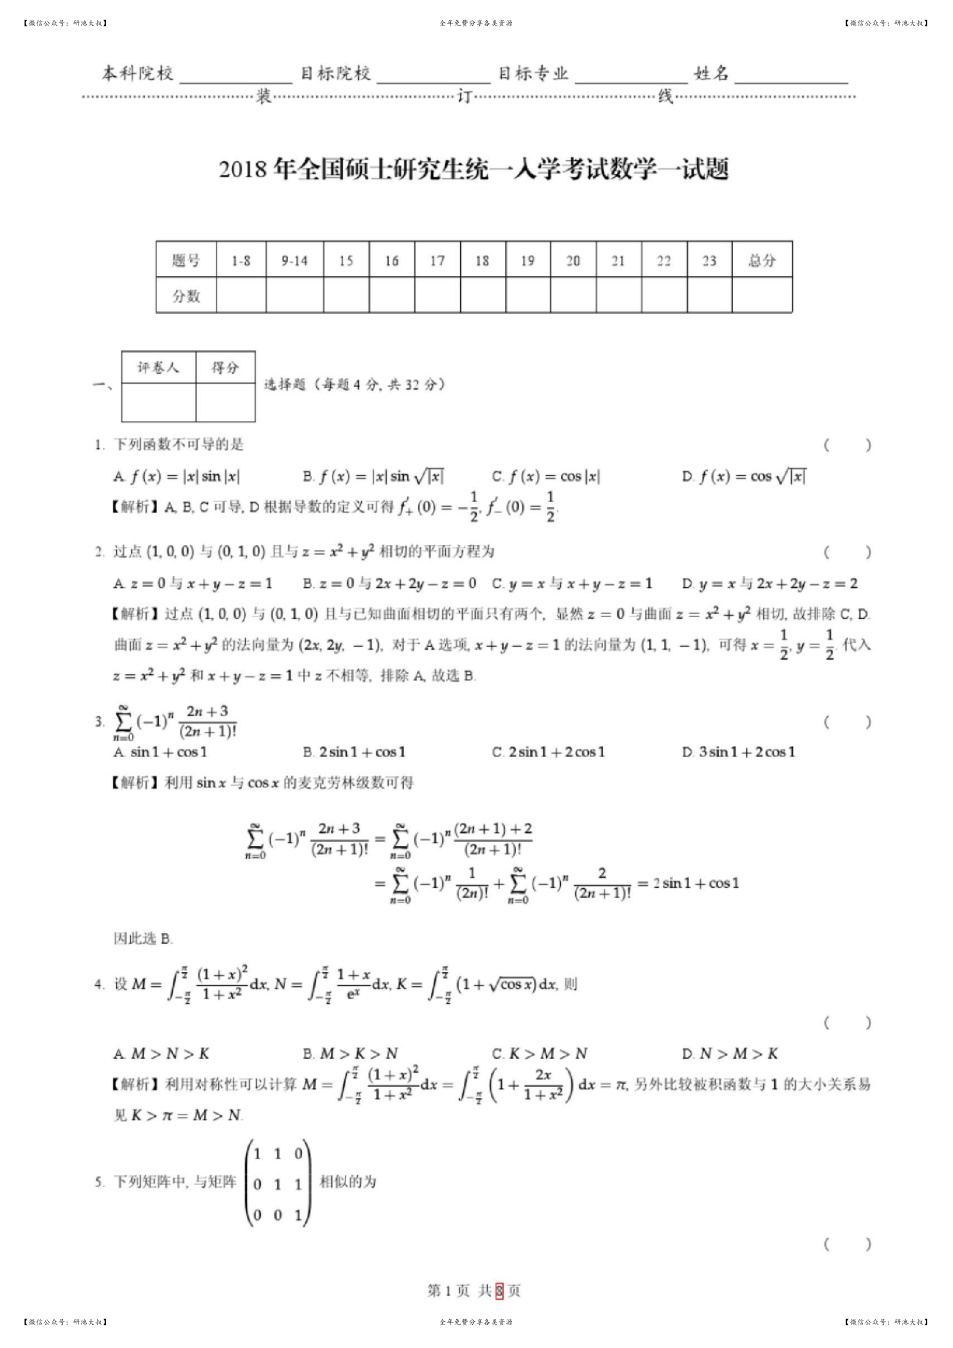 【微信公众号：研池大叔】 全年免费分享各类资源 【微信公众号：研池大叔】
本科院校 ____________ 目标院校 ____________ 目标专业 ____________ 姓名 ____________
装 订 线
2018 年全国硕士研究生统一入学考试数学一试题
题号 1-8 9-14 15 16 17 18 19 20 21 22 23 总分
分数
评卷人 得分
一、 选择题（每题 4 分, 共 32 分）
1. 下列函数不可导的是 ( )
A. f(x) = |x| sin |x| B. f(x) = |x| sin √|x| C. f(x) = cos |x| D. f(x) = cos √|x|
【解析】A, B, C 可导, D 根据导数的定义可得 f₊′(0) = −1/2, f₋′(0) = 1/2.
2. 过点 (1, 0, 0) 与 (0, 1, 0) 且与 z = x² + y² 相切的平面方程为 ( )
A. z = 0 与 x + y − z = 1 B. z = 0 与 2x + 2y − z = 0 C. y = x 与 x + y − z = 1 D. y = x 与 2x + 2y − z = 2
【解析】过点 (1, 0, 0) 与 (0, 1, 0) 且与已知曲面相切的平面只有两个, 显然 z = 0 与曲面 z = x² + y² 相切, 故排除 C, D.
曲面 z = x² + y² 的法向量为 (2x, 2y, −1), 对于 A 选项, x + y − z = 1 的法向量为 (1, 1, −1), 可得 x = 1/2, y = 1/2. 代入
z = x² + y² 和 x + y − z = 1 中 z 不相等, 排除 A, 故选 B.
3. ∑_{n=0}^{∞} (−1)ⁿ (2n + 3)/(2n + 1)! ( )
A. sin 1 + cos 1 B. 2 sin 1 + cos 1 C. 2 sin 1 + 2 cos 1 D. 3 sin 1 + 2 cos 1
【解析】利用 sin x 与 cos x 的麦克劳林级数可得
∑_{n=0}^{∞} (−1)ⁿ (2n + 3)/(2n + 1)! = ∑_{n=0}^{∞} (−1)ⁿ ((2n + 1) + 2)/(2n + 1)!
= ∑_{n=0}^{∞} (−1)ⁿ 1/(2n)! + ∑_{n=0}^{∞} (−1)ⁿ 2/(2n + 1)! = 2 sin 1 + cos 1
因此选 B.
4. 设 M = ∫_{−π/2}^{π/2} (1 + x)²/(1 + x²) dx, N = ∫_{−π/2}^{π/2} (1 + x)/eˣ dx, K = ∫_{−π/2}^{π/2} (1 + √cos x) dx, 则
( )
A. M > N > K B. M > K > N C. K > M > N D. N > M > K
【解析】利用对称性可以计算 M = ∫_{−π/2}^{π/2} (1 + x)²/(1 + x²) dx = ∫_{−π/2}^{π/2} (1 + 2x/(1 + x²)) dx = π, 另外比较被积函数与 1 的大小关系易
见 K > π = M > N.
5. 下列矩阵中, 与矩阵 (1 1 0; 0 1 1; 0 0 1) 相似的为
( )
第 1 页 共 8 页
【微信公众号：研池大叔】 全年免费分享各类资源 【微信公众号：研池大叔】